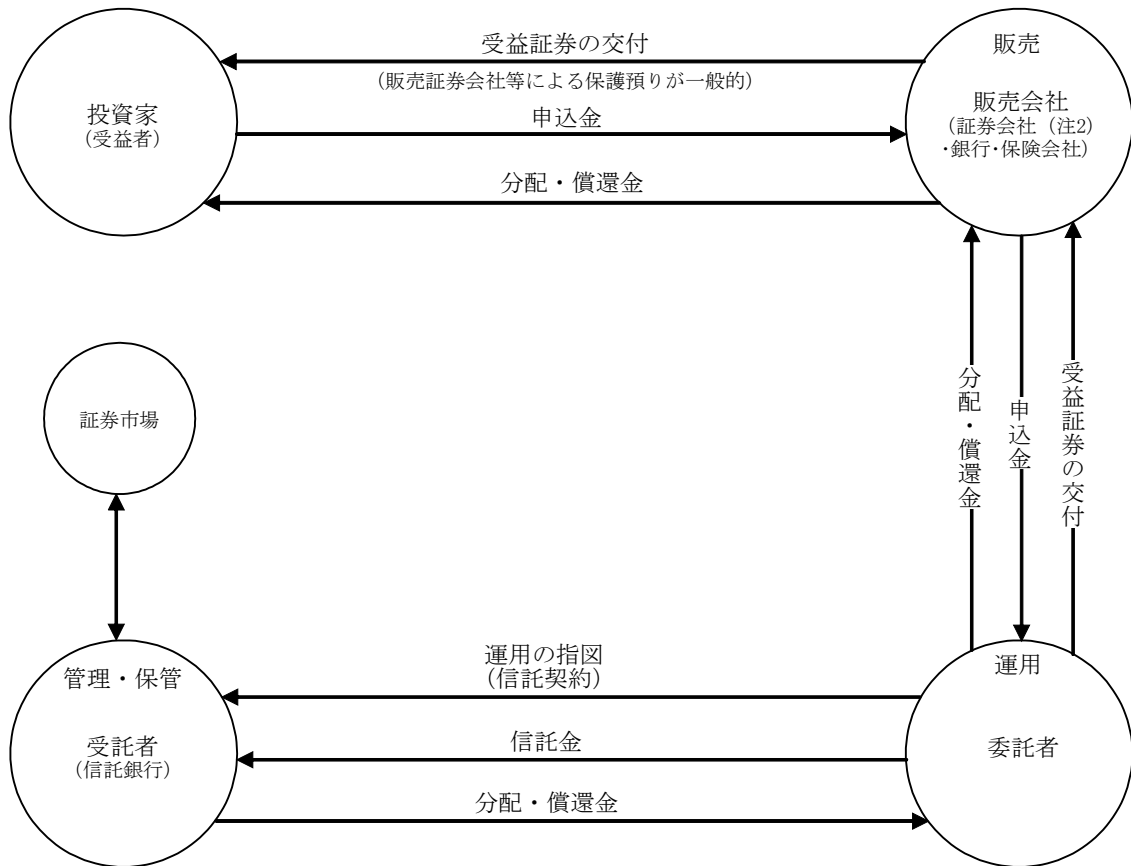 受益証券の交付
（販売証券会社等による保護預りが一般的）
申込金
分配・償還金
投資家
（受益者）
販売
販売会社
（証券会社（注2）
・銀行・保険会社）
証券市場
分配・償還金
申込金
受益証券の交付
管理・保管
受託者
（信託銀行）
運用の指図
（信託契約）
信託金
分配・償還金
運用
委託者